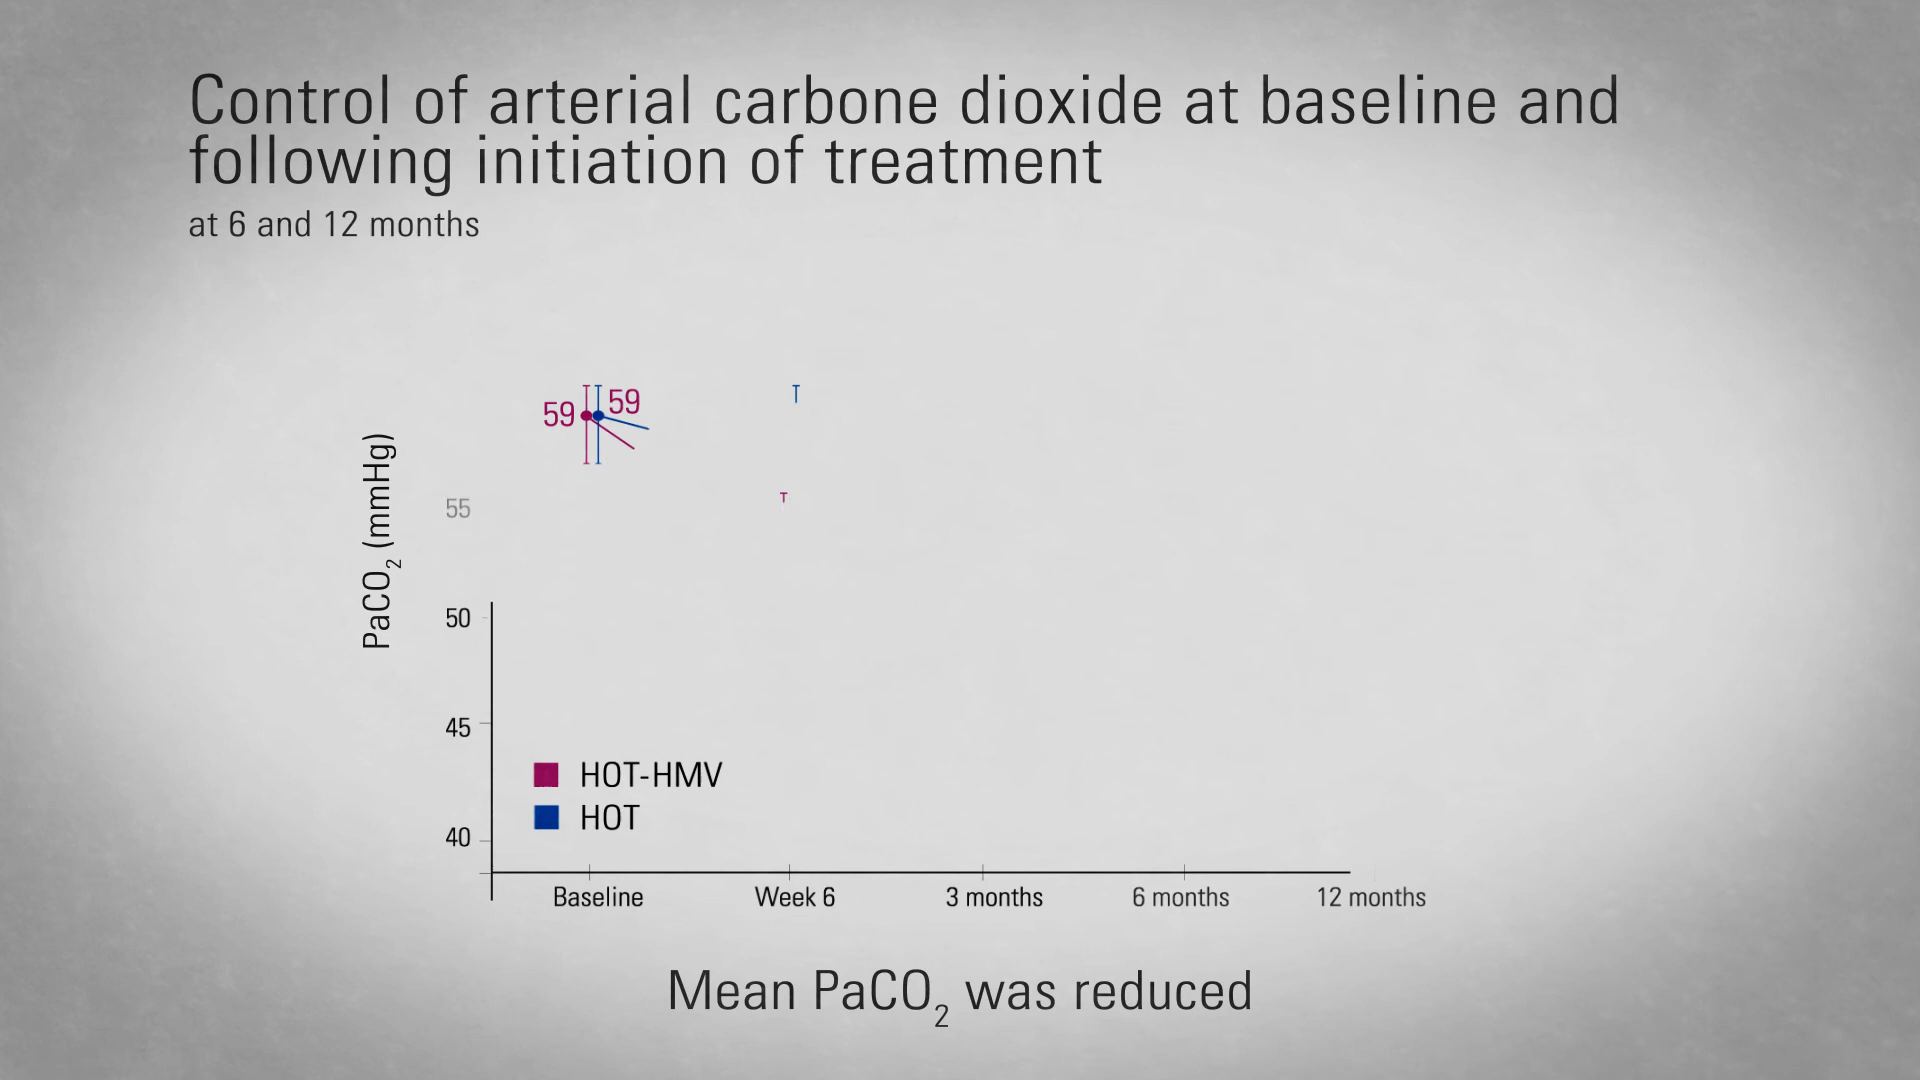 Control of arterial carbone dioxide at baseline and
following initiation of treatment
at 6 and 12 months
59 59
PaCO2 (mmHg)
55
50
45
40
HOT-HMV
HOT
Baseline Week 6 3 months 6 months 12 months
Mean PaCO2 was reduced